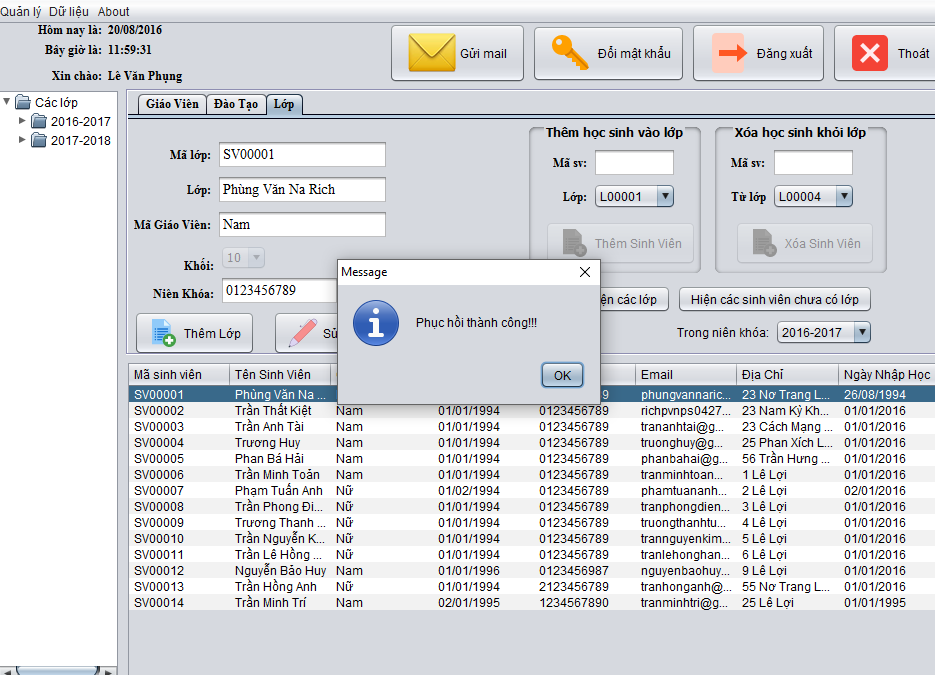 Quản lý Dữ liệu About
Hôm nay là: 20/08/2016
Bây giờ là: 11:59:31
Xin chào: Lê Văn Phụng
Gửi mail
Đổi mật khẩu
Đăng xuất
Thoát
Các lớp
2016-2017
2017-2018
Giáo Viên Đào Tạo Lớp
Mã lớp: SV00001
Lớp: Phùng Văn Na Rich
Mã Giáo Viên: Nam
Khối: 10
Niên Khóa: 0123456789
Thêm Lớp
Thêm học sinh vào lớp
Mã sv:
Lớp: L00001
Thêm Sinh Viên
Xóa học sinh khỏi lớp
Mã sv:
Từ lớp L00004
Xóa Sinh Viên
các lớp
Hiện các sinh viên chưa có lớp
Trong niên khóa: 2016-2017
Message
Phục hồi thành công!!!
OK
Mã sinh viên Tên Sinh Viên Email Địa Chỉ Ngày Nhập Học
SV00001 Phùng Văn Na ... 9 phungvannaric... 23 Nơ Trang L... 26/08/1994
SV00002 Trần Thất Kiệt Nam 01/01/1994 0123456789 richpvnps0427... 23 Nam Kỳ Kh... 01/01/2016
SV00003 Trần Anh Tài Nam 01/01/1994 0123456789 trananhtai@g... 23 Cách Mạng ... 01/01/2016
SV00004 Trương Huy Nam 01/01/1994 0123456789 truonghuy@g... 25 Phan Xích L... 01/01/2016
SV00005 Phan Bá Hải Nam 01/01/1994 0123456789 phanbahai@g... 56 Trần Hưng ... 01/01/2016
SV00006 Trần Minh Toản Nam 01/01/1994 0123456789 tranminhtoan... 1 Lê Lợi 01/01/2016
SV00007 Phạm Tuấn Anh Nữ 01/02/1994 0123456789 phamtuananh... 2 Lê Lợi 02/01/2016
SV00008 Trần Phong Đi... Nữ 01/01/1994 0123456789 tranphongdien... 3 Lê Lợi 01/01/2016
SV00009 Trương Thanh ... Nữ 01/01/1994 0123456789 truongthanhtu... 4 Lê Lợi 01/01/2016
SV00010 Trần Nguyễn K... Nữ 01/01/1994 0123456789 trannguyenkim... 5 Lê Lợi 01/01/2016
SV00011 Trần Lê Hồng ... Nữ 01/01/1994 0123456789 tranlehonghan... 6 Lê Lợi 01/01/2016
SV00012 Nguyễn Bảo Huy Nam 01/01/1996 0123456987 nguyenbaohuy... 9 Lê Lợi 01/01/2016
SV00013 Trần Hồng Anh Nữ 01/01/1994 2123456789 tranhonganh@... 55 Nơ Trang L... 01/01/2016
SV00014 Trần Minh Trí Nam 02/01/1995 1234567890 tranminhtri@g... 25 Lê Lợi 01/01/1995